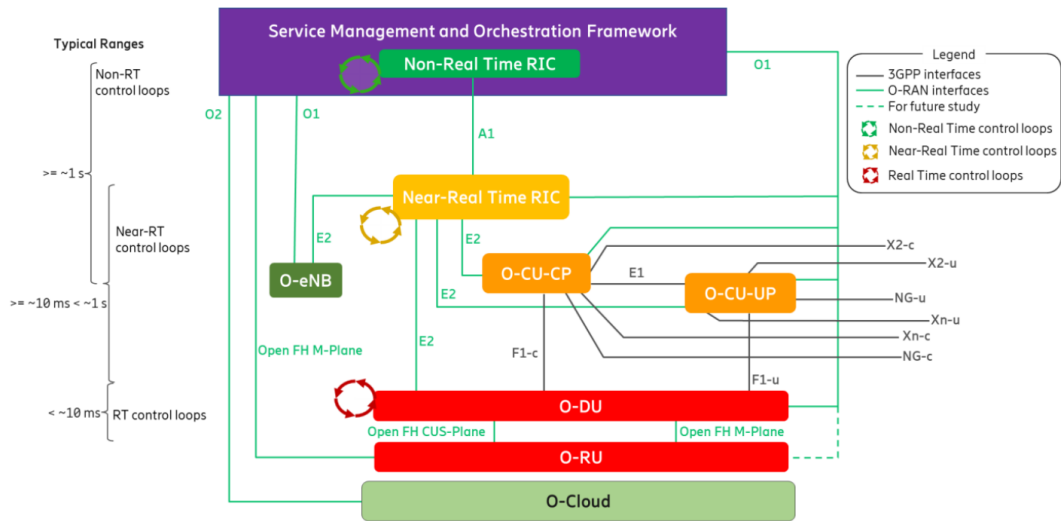 Service Management and Orchestration Framework
Typical Ranges
Non-Real Time RIC
Non-RT
control loops
O2
O1
A1
O1
Legend
3GPP interfaces
O-RAN interfaces
For future study
Non-Real Time control loops
Near-Real Time control loops
Real Time control loops
>= ~1 s
Near-Real Time RIC
Near-RT
control loops
E2
E2
O-eNB
O-CU-CP
E1
X2-c
X2-u
E2
O-CU-UP
NG-u
>= ~10 ms < ~1 s
Xn-u
E2
Xn-c
Open FH M-Plane
F1-c
NG-c
F1-u
< ~10 ms
RT control loops
O-DU
Open FH CUS-Plane
Open FH M-Plane
O-RU
O-Cloud